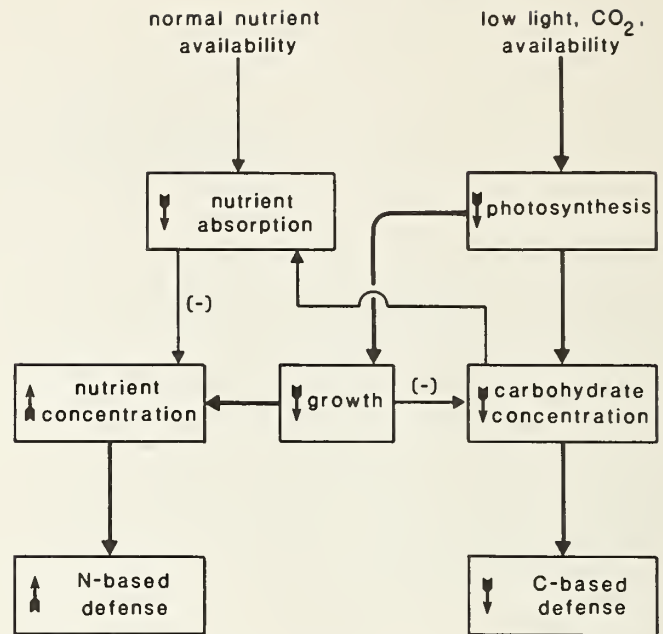 normal nutrient
availability
low light, CO2,
availability
nutrient
absorption
photosynthesis
(-)
nutrient
concentration
growth
(-)
carbohydrate
concentration
N-based
defense
C-based
defense